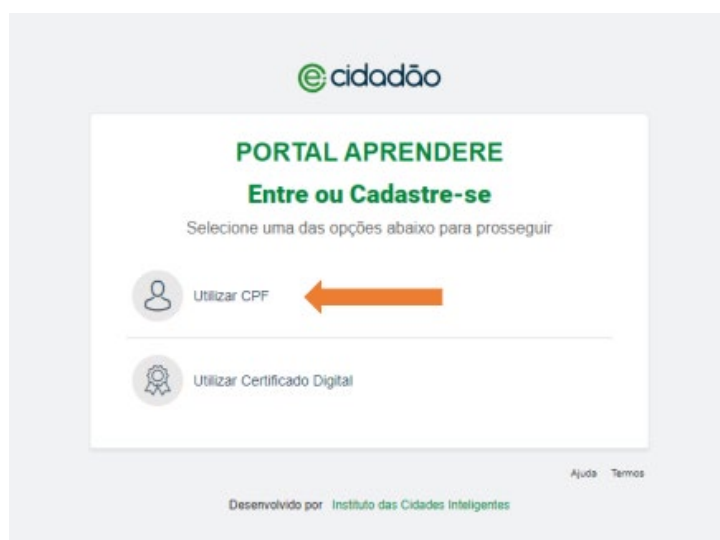 e cidadão
PORTAL APRENDERE
Entre ou Cadastre-se
Selecione uma das opções abaixo para prosseguir
Utilizar CPF
Utilizar Certificado Digital
Ajuda Termos
Desenvolvido por Instituto das Cidades Inteligentes